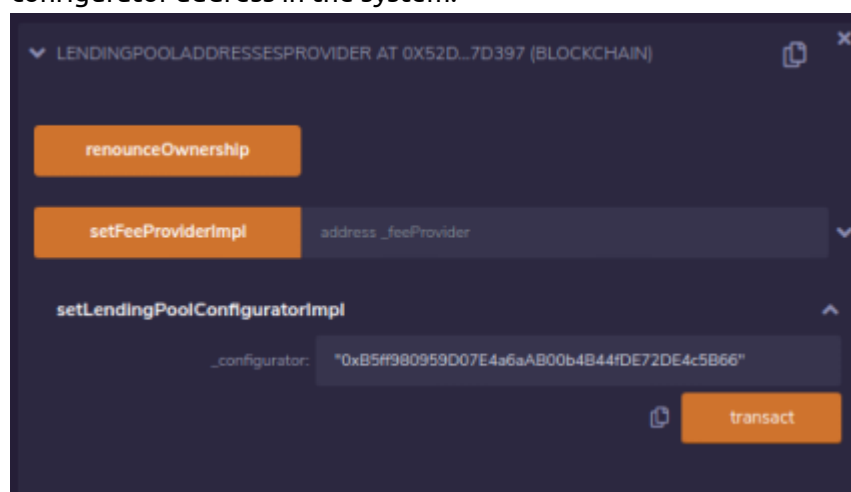 configurator address in the system.
LENDINGPOOLADDRESSESPROVIDER AT 0X52D...7D397 (BLOCKCHAIN)
renounceOwnership
setFeeProviderImpl
address _feeProvider
setLendingPoolConfiguratorImpl
_configurator:
"0xB5ff980959D07E4a6aAB00b4B44fDE72DE4c5B66"
transact